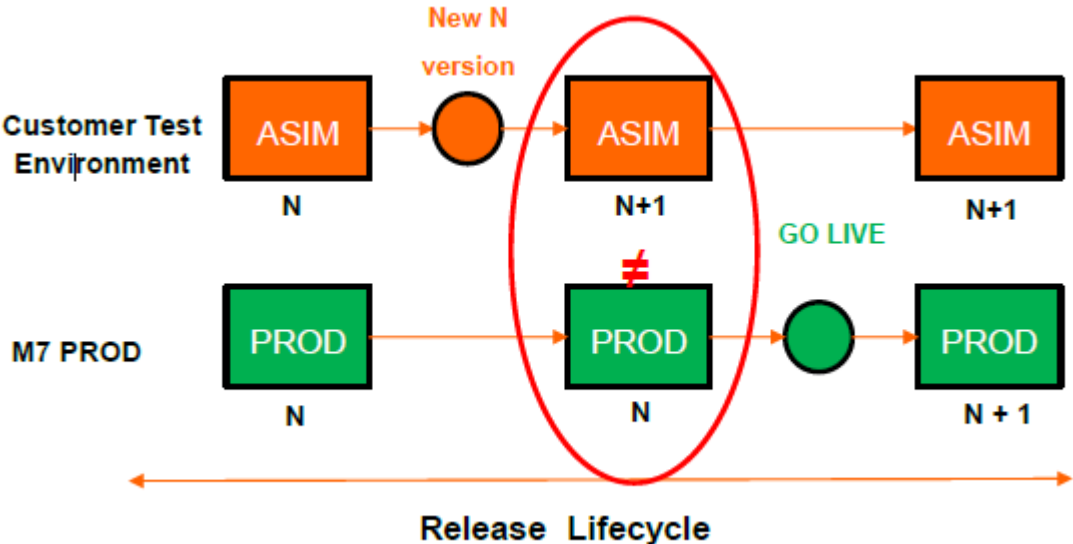 New N
version
Customer Test
Environment
ASIM
ASIM
ASIM
N
N+1
N+1
GO LIVE
≠
M7 PROD
PROD
PROD
PROD
N
N
N + 1
Release Lifecycle